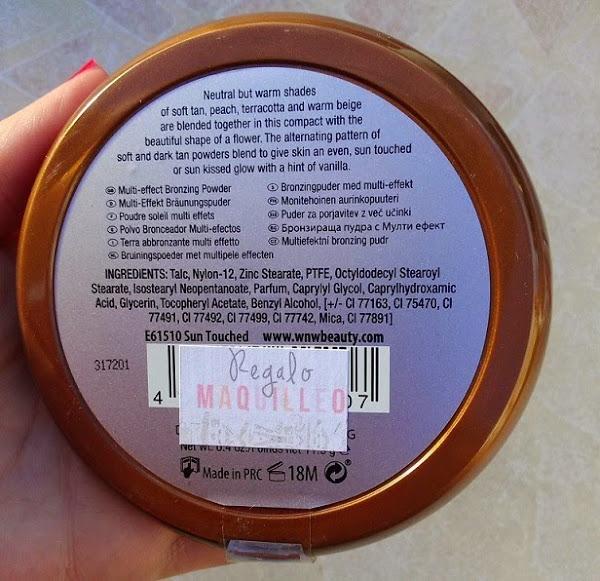 Neutral but warm shades
of soft tan, peach, terracotta and warm beige
are blended together in this compact with the
beautiful shape of a flower. The alternating pattern of
soft and dark tan powders blend to give skin an even, sun touched
or sun kissed glow with a hint of vanilla.
Multi-effect Bronzing Powder
Multi-Effekt Bräunungspuder
Poudre soleil multi effets
Polvo Bronceador Multi-efectos
Terra abbronzante multi effetto
Bruiningspoeder met multipele effecten
Bronzingpuder med multi-effekt
Monitehoinen aurinkopuuteri
Puder za porjavitev z več učinki
Бронзираща пудра с Мулти ефект
Multiefektní bronzing pudr
INGREDIENTS: Talc, Nylon-12, Zinc Stearate, PTFE, Octyldodecyl Stearoyl
Stearate, Isostearyl Neopentanoate, Parfum, Caprylyl Glycol, Caprylhydroxamic
Acid, Glycerin, Tocopheryl Acetate, Benzyl Alcohol, [+/- CI 77163, CI 75470, CI
77491, CI 77492, CI 77499, CI 77742, Mica, CI 77891]
E61510 Sun Touched www.wnwbeauty.com
317201
Regalo
MAQUILLEO
4 07
Made in PRC 18M